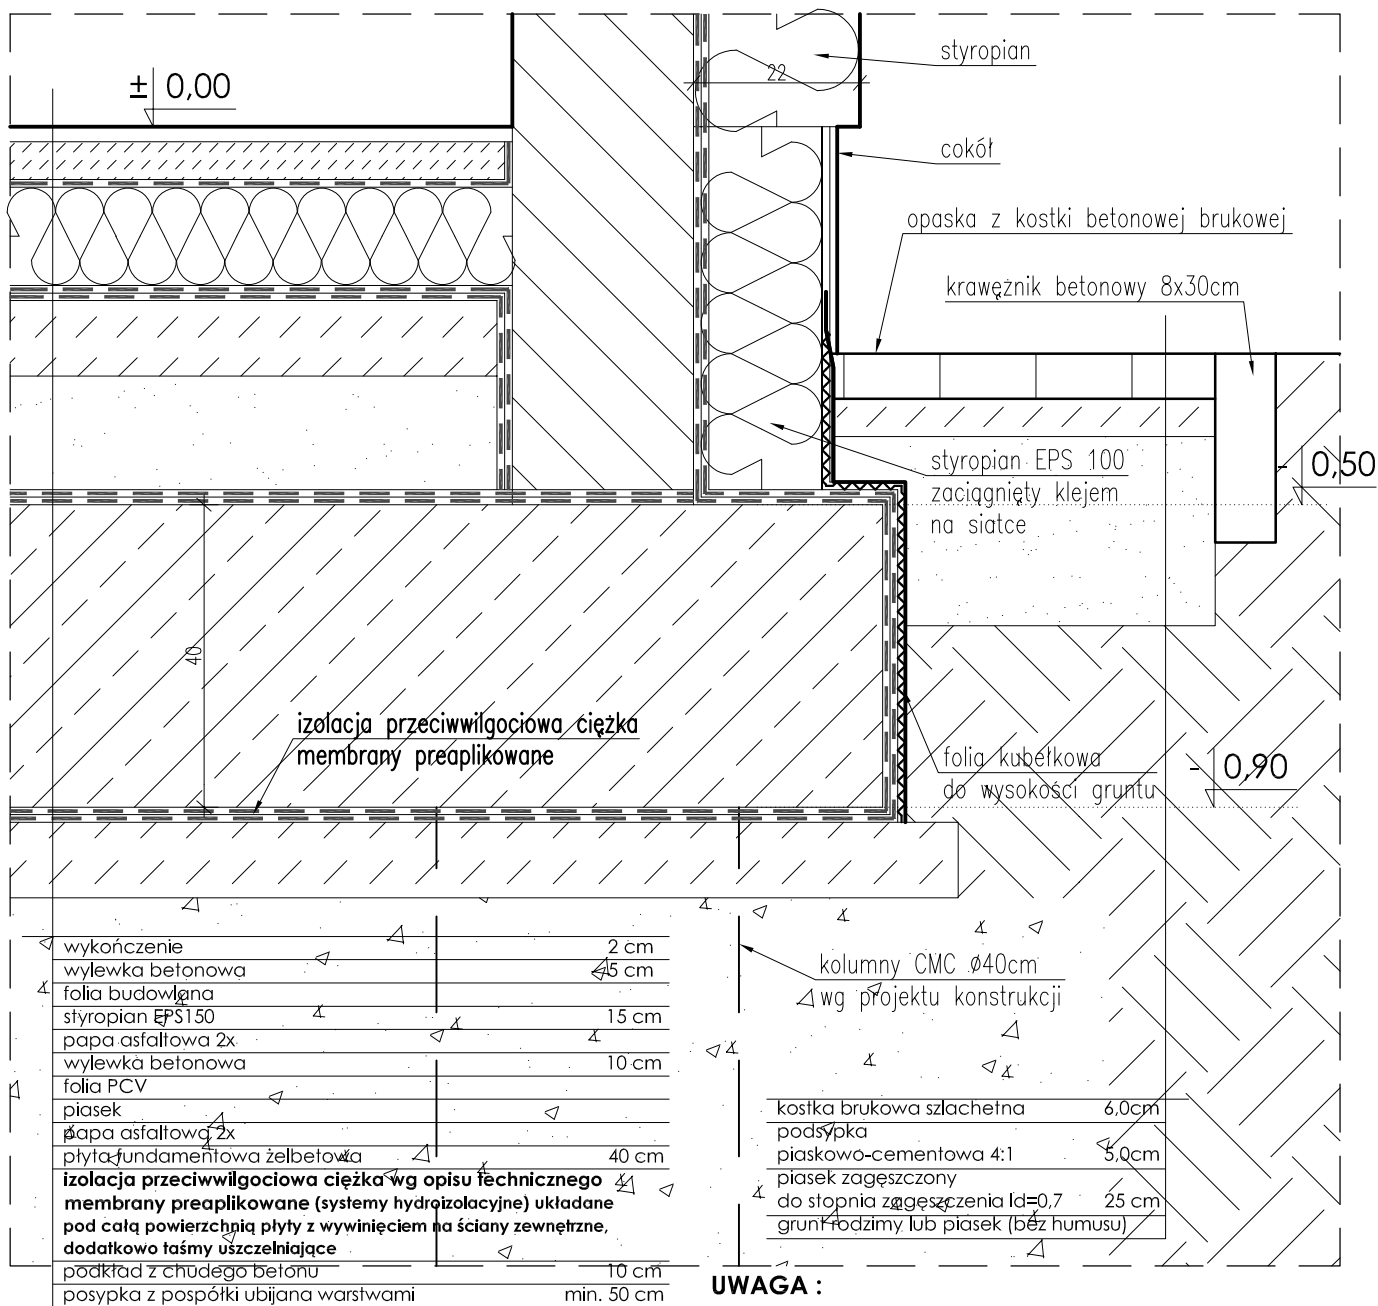 styropian
22
± 0,00
cokół
opaska z kostki betonowej brukowej
krawężnik betonowy 8x30cm
styropian EPS 100
zaciągnięty klejem
na siatce
- 0,50
40
izolacja przeciwwilgociowa ciężka
membrany preaplikowane
folia kubełkowa
do wysokości gruntu
- 0,90
kolumny CMC ø40cm
wg projektu konstrukcji
wykończenie 2 cm
wylewka betonowa 5 cm
folia budowlana
styropian EPS150 15 cm
papa asfaltowa 2x
wylewka betonowa 10 cm
folia PCV
piasek
papa asfaltowa 2x
płyta fundamentowa żelbetowa 40 cm
izolacja przeciwwilgociowa ciężka wg opisu technicznego
membrany preaplikowane (systemy hydroizolacyjne) układane
pod całą powierzchnią płyty z wywinięciem na ściany zewnętrzne,
dodatkowo taśmy uszczelniające
podkład z chudego betonu 10 cm
posypka z pospółki ubijana warstwami min. 50 cm
kostka brukowa szlachetna 6,0cm
podsypka
piaskowo-cementowa 4:1 5,0cm
piasek zagęszczony
do stopnia zagęszczenia Id=0,7 25 cm
grunt rodzimy lub piasek (bez humusu)
UWAGA :